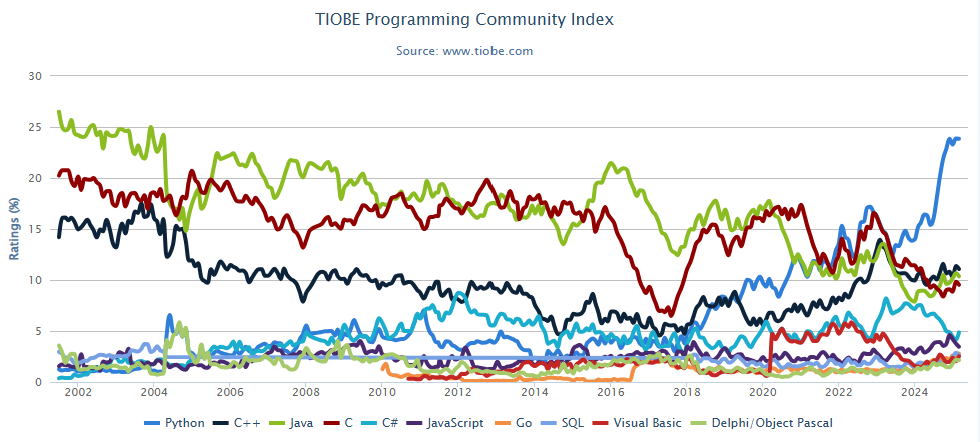 TIOBE Programming Community Index
Source: www.tiobe.com
Ratings (%)
30
25
20
15
10
5
0
2002 2004 2006 2008 2010 2012 2014 2016 2018 2020 2022 2024
Python C++ Java C C# JavaScript Go SQL Visual Basic Delphi/Object Pascal